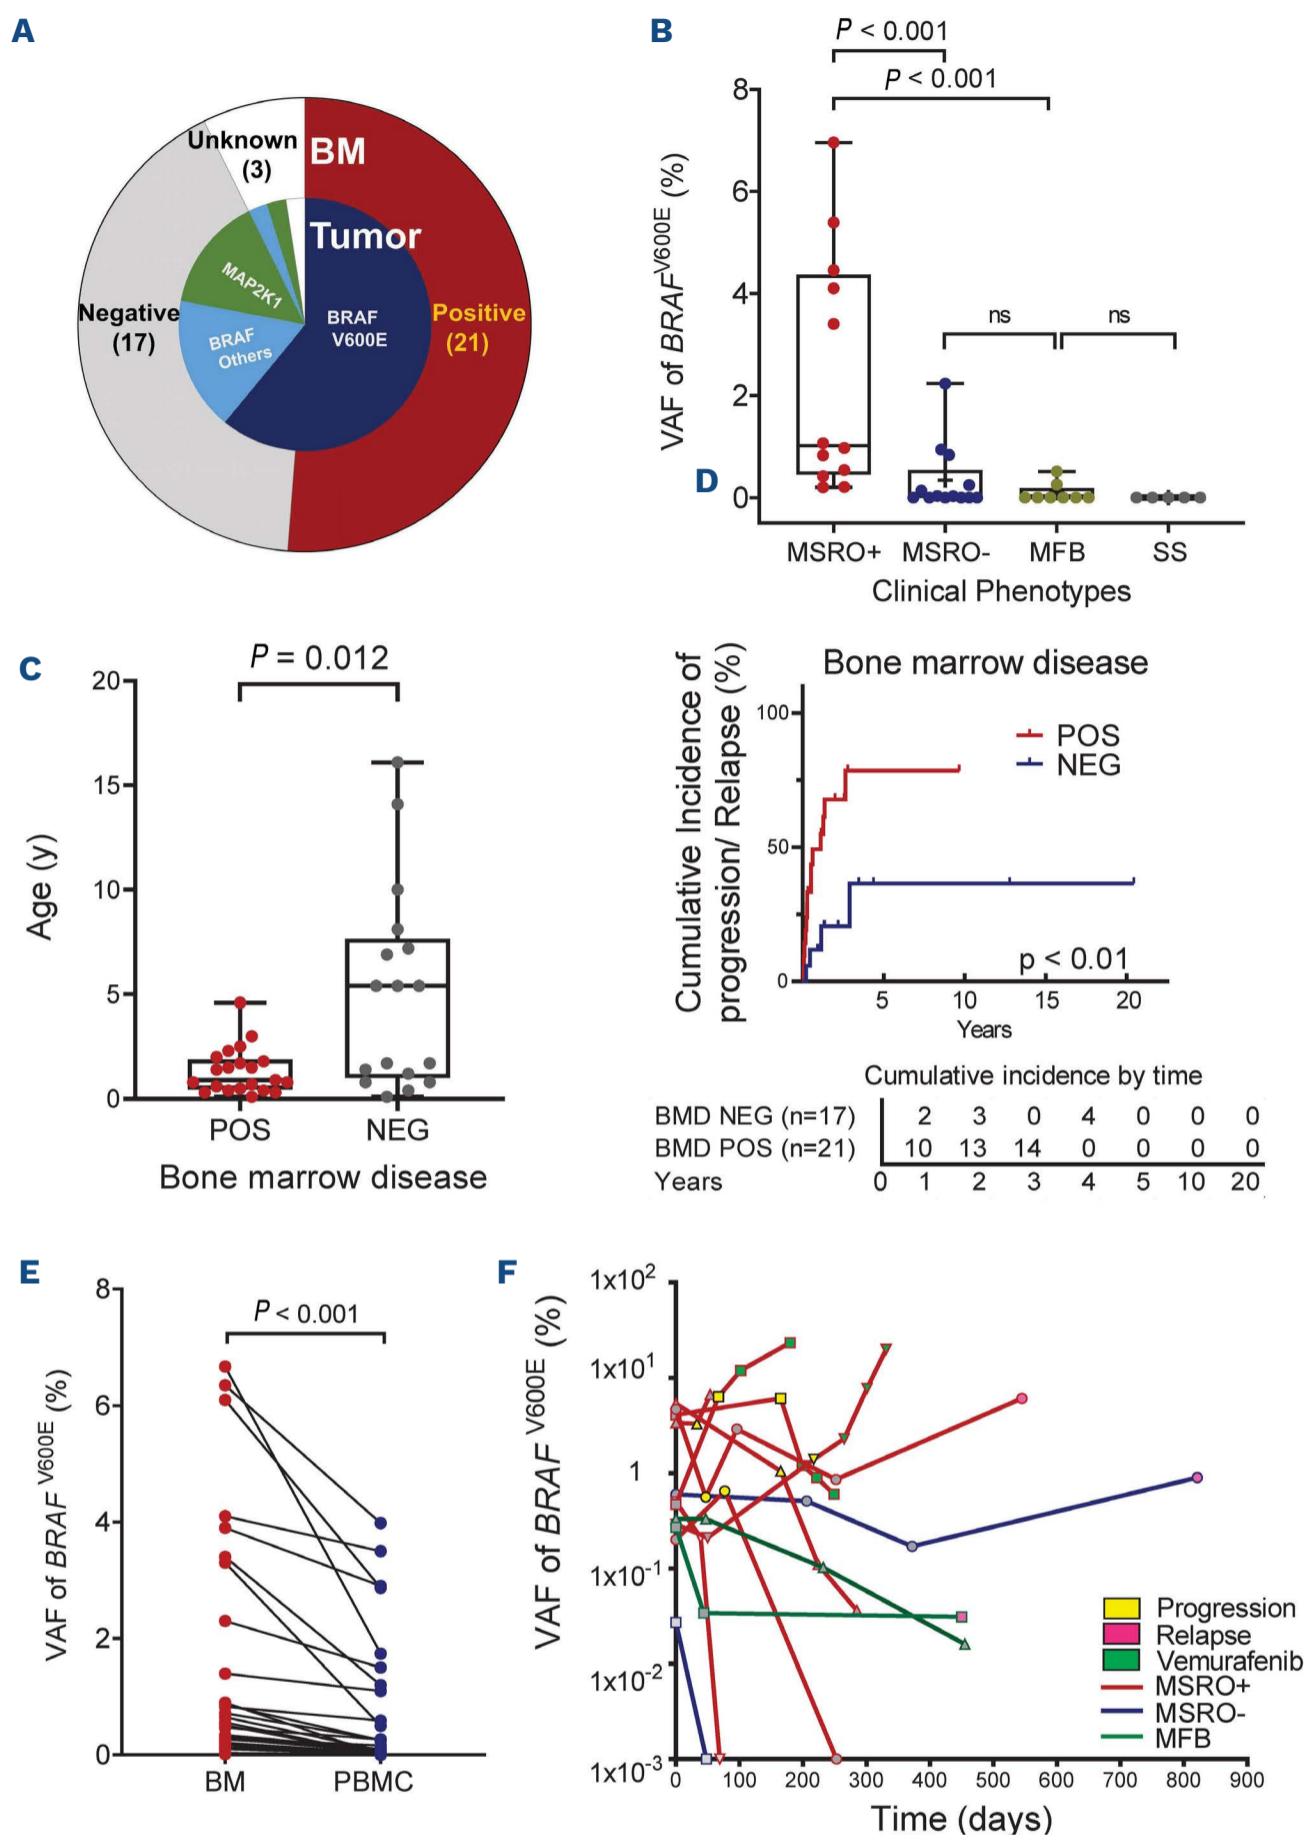 A
Unknown
(3)
BM
Tumor
MAP2K1
Negative
(17)
BRAF
Others
BRAF
V600E
Positive
(21)
B
P < 0.001
P < 0.001
VAF of BRAF^V600E (%)
8
6
4
2
0
ns
ns
MSRO+ MSRO- MFB SS
Clinical Phenotypes
C
P = 0.012
Age (y)
20
15
10
5
0
POS NEG
Bone marrow disease
D
Bone marrow disease
Cumulative Incidence of
progression/ Relapse (%)
100
50
0
POS
NEG
p < 0.01
5 10 15 20
Years
Cumulative incidence by time
BMD NEG (n=17) 2 3 0 4 0 0 0
BMD POS (n=21) 10 13 14 0 0 0 0
Years 0 1 2 3 4 5 10 20
E
P < 0.001
VAF of BRAF V600E (%)
8
6
4
2
0
BM PBMC
F
VAF of BRAF V600E (%)
1x10^2
1x10^1
1
1x10^-1
1x10^-2
1x10^-3
0 100 200 300 400 500 600 700 800 900
Time (days)
Progression
Relapse
Vemurafenib
MSRO+
MSRO-
MFB